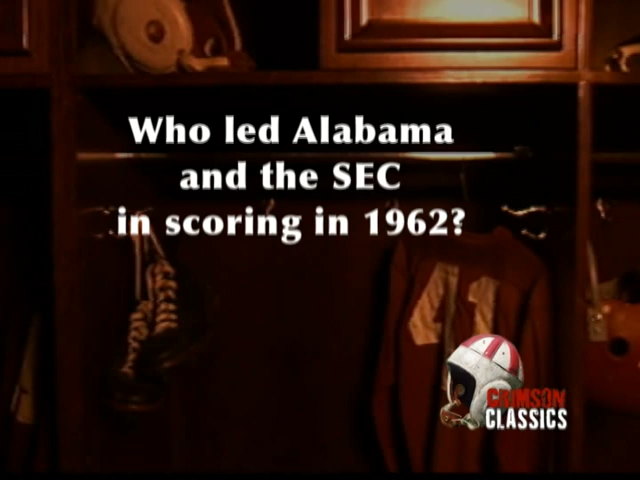 Who led Alabama
and the SEC
in scoring in 1962?
41
CRIMSON
CLASSICS